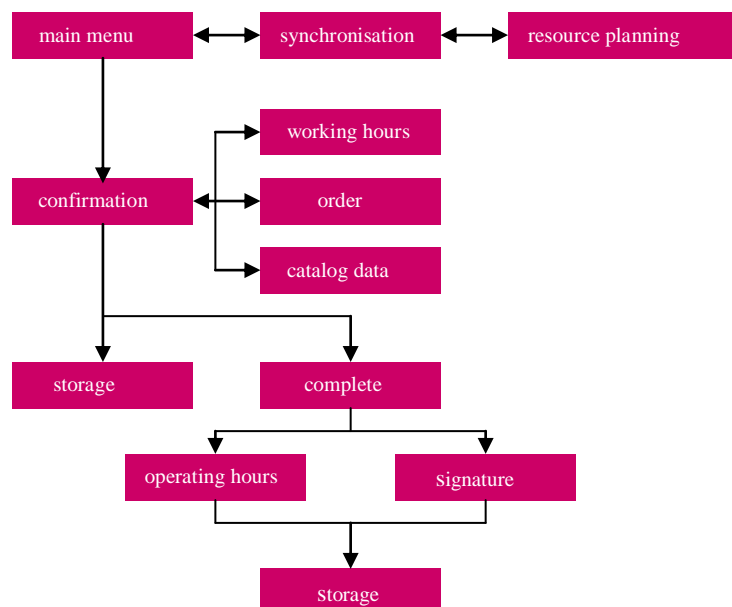 main menu
synchronisation
resource planning
working hours
confirmation
order
catalog data
storage
complete
operating hours
signature
storage